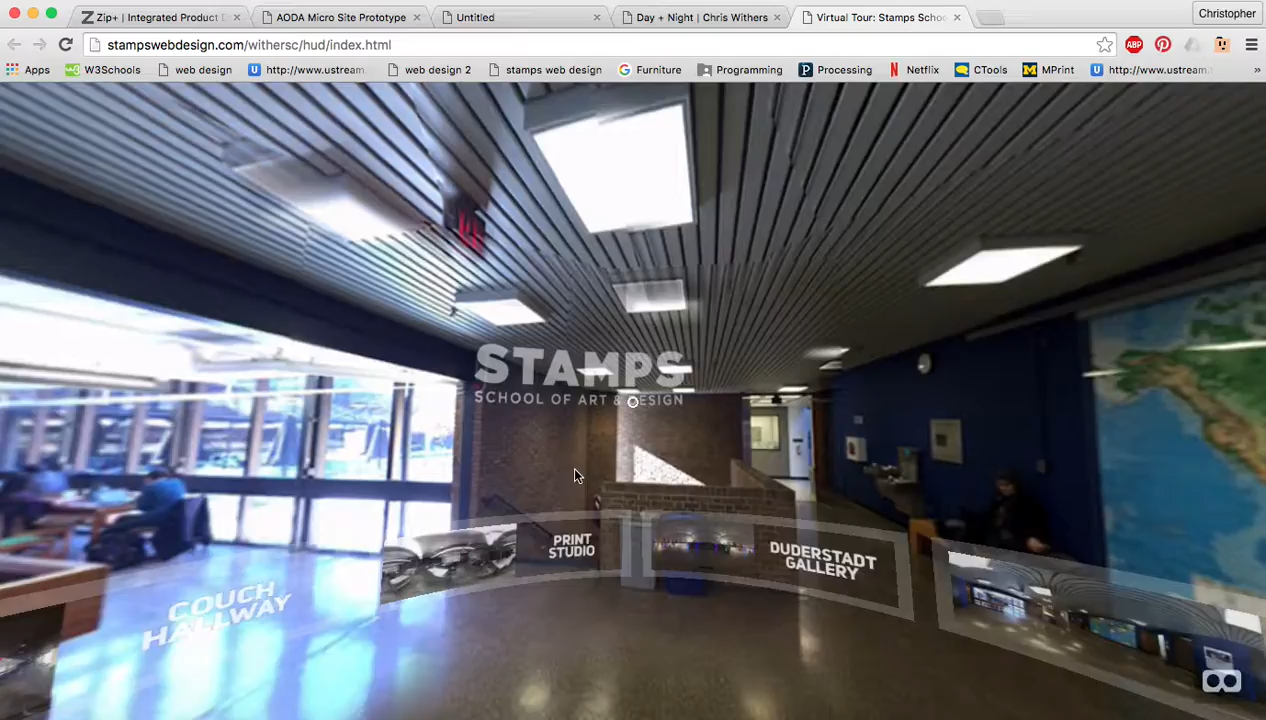 Zip+ | Integrated Product D
AODA Micro Site Prototype
Untitled
Day + Night | Chris Withers
Virtual Tour: Stamps Schoo
Christopher
stampswebdesign.com/withersc/hud/index.html
ABP
Apps
W3Schools
web design
http://www.ustream.
web design 2
stamps web design
Furniture
Programming
Processing
Netflix
CTools
MPrint
http://www.ustream.t
»
STAMPS
SCHOOL OF ART & DESIGN
COUCH
HALLWAY
PRINT
STUDIO
DUDERSTADT
GALLERY